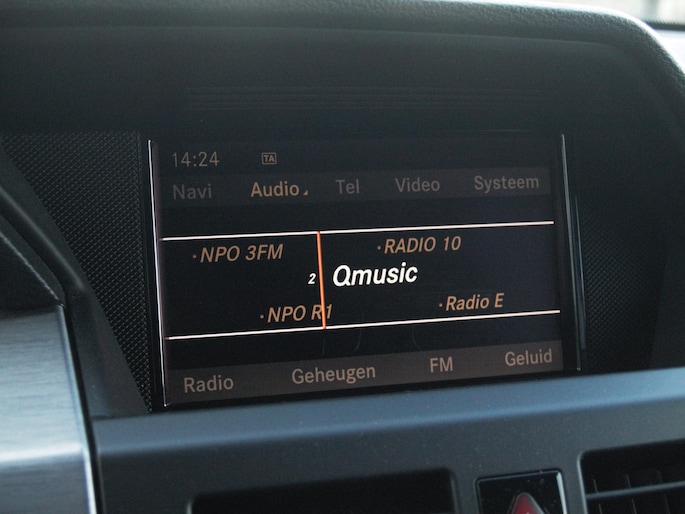 14:24 TA
Navi Audio Tel Video Systeem
· NPO 3FM · RADIO 10
2 Qmusic
· NPO R1 · Radio E
Radio Geheugen FM Geluid